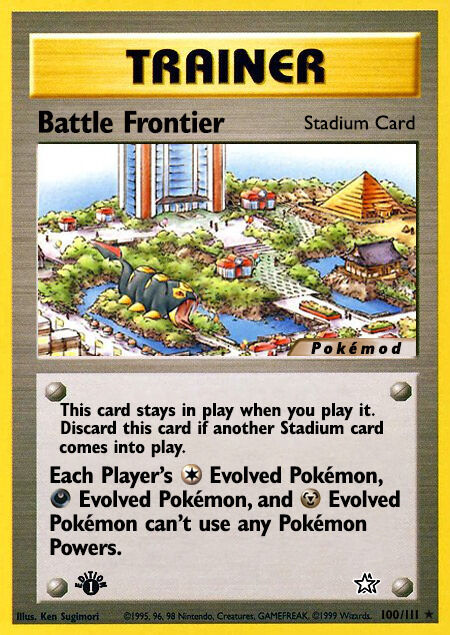 TRAINER
Battle Frontier Stadium Card
Pokémod
This card stays in play when you play it.
Discard this card if another Stadium card
comes into play.
Each Player's Evolved Pokémon,
Evolved Pokémon, and Evolved
Pokémon can't use any Pokémon
Powers.
EDITION
1
Illus. Ken Sugimori ©1995, 96, 98 Nintendo, Creatures, GAMEFREAK. ©1999 Wizards. 100/111 ★